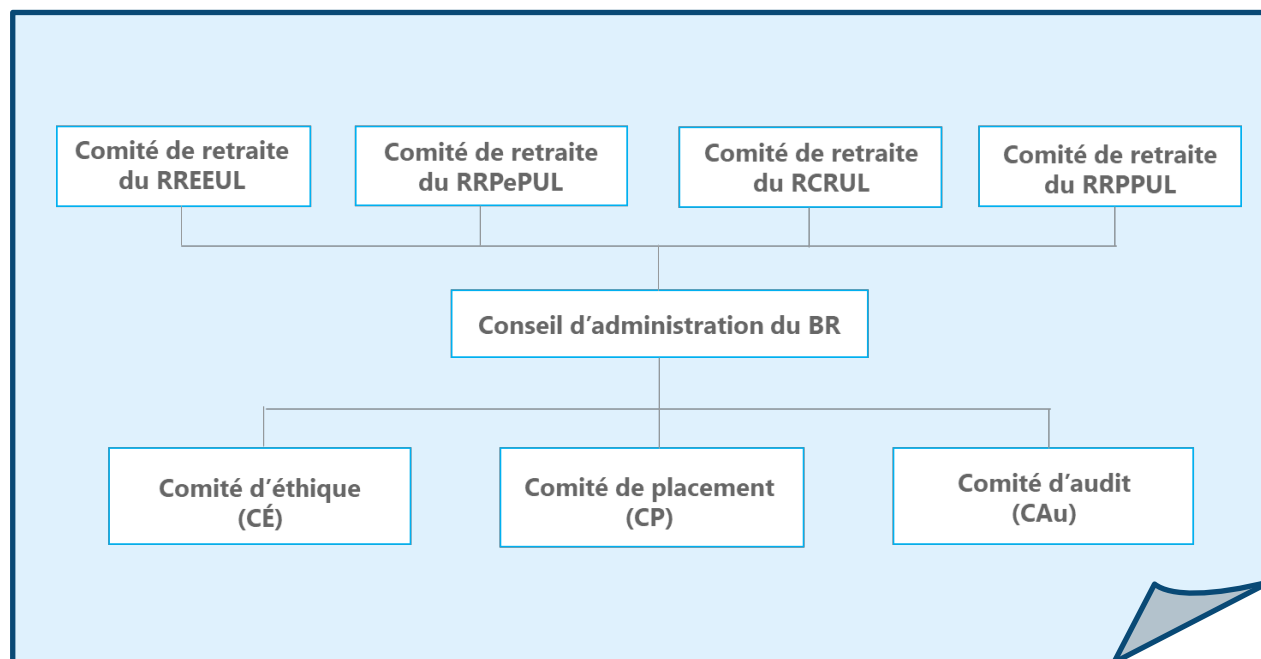 Comité de retraite
du RREEUL
Comité de retraite
du RRPePUL
Comité de retraite
du RCRUL
Comité de retraite
du RRPPUL
Conseil d’administration du BR
Comité d’éthique
(CÉ)
Comité de placement
(CP)
Comité d’audit
(CAu)